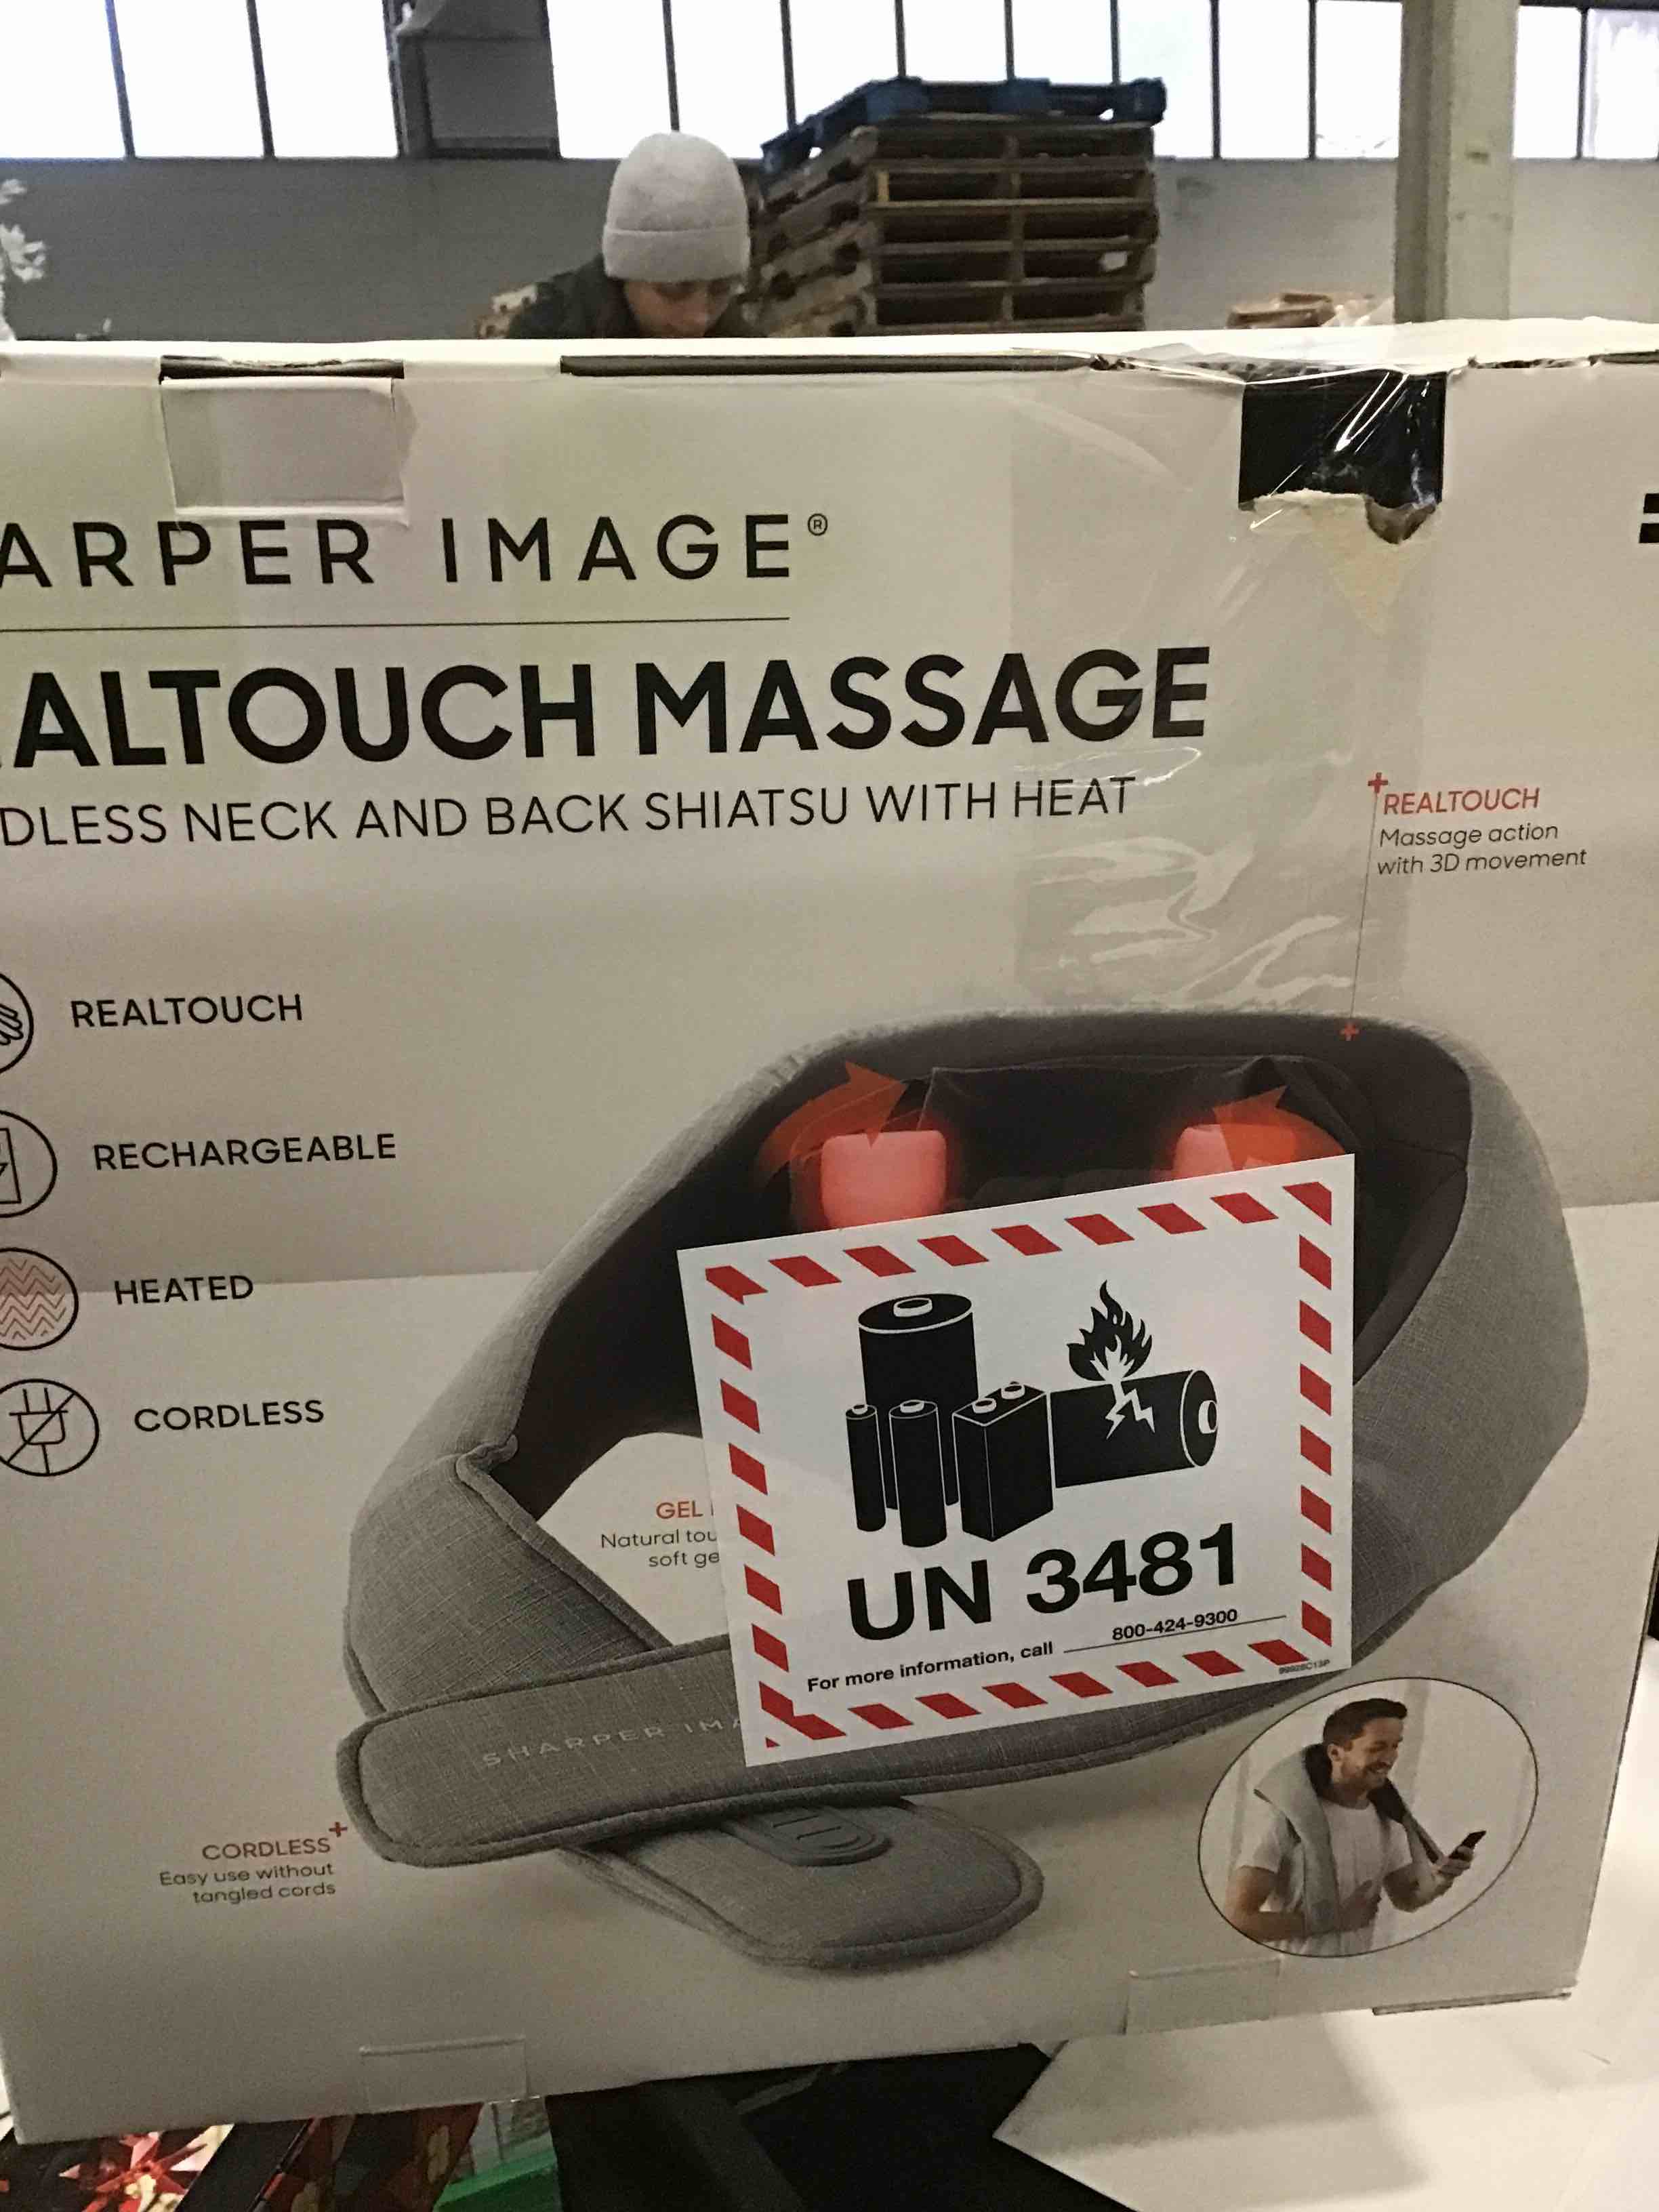 ARPER IMAGE®
ALTOUCH MASSAGE
DLESS NECK AND BACK SHIATSU WITH HEAT
+REALTOUCH
Massage action
with 3D movement
REALTOUCH
RECHARGEABLE
HEATED
CORDLESS
GEL
Natural tou
soft ge
UN 3481
For more information, call 800-424-9300
SHARPER IMA
CORDLESS+
Easy use without
tangled cords